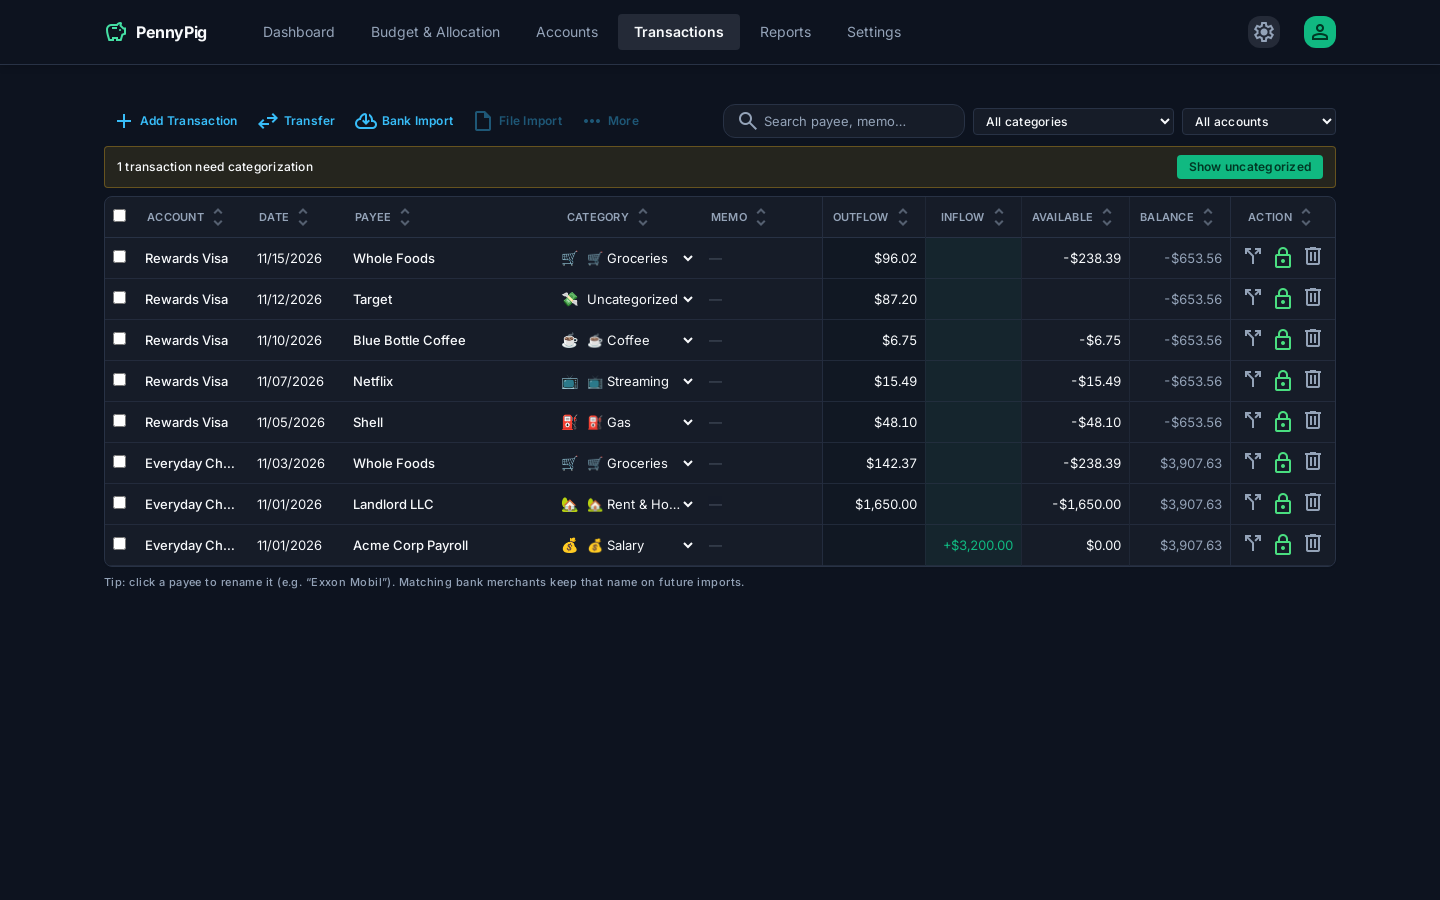 PennyPig Dashboard Budget & Allocation Accounts Transactions Reports Settings
Add Transaction Transfer Bank Import File Import More Search payee, memo... All categories All accounts
1 transaction need categorization Show uncategorized
ACCOUNT DATE PAYEE CATEGORY MEMO OUTFLOW INFLOW AVAILABLE BALANCE ACTION
Rewards Visa 11/15/2026 Whole Foods Groceries — $96.02 -$238.39 -$653.56
Rewards Visa 11/12/2026 Target Uncategorized — $87.20 -$653.56
Rewards Visa 11/10/2026 Blue Bottle Coffee Coffee — $6.75 -$6.75 -$653.56
Rewards Visa 11/07/2026 Netflix Streaming — $15.49 -$15.49 -$653.56
Rewards Visa 11/05/2026 Shell Gas — $48.10 -$48.10 -$653.56
Everyday Ch... 11/03/2026 Whole Foods Groceries — $142.37 -$238.39 $3,907.63
Everyday Ch... 11/01/2026 Landlord LLC Rent & Ho... — $1,650.00 -$1,650.00 $3,907.63
Everyday Ch... 11/01/2026 Acme Corp Payroll Salary — +$3,200.00 $0.00 $3,907.63
Tip: click a payee to rename it (e.g. “Exxon Mobil”). Matching bank merchants keep that name on future imports.